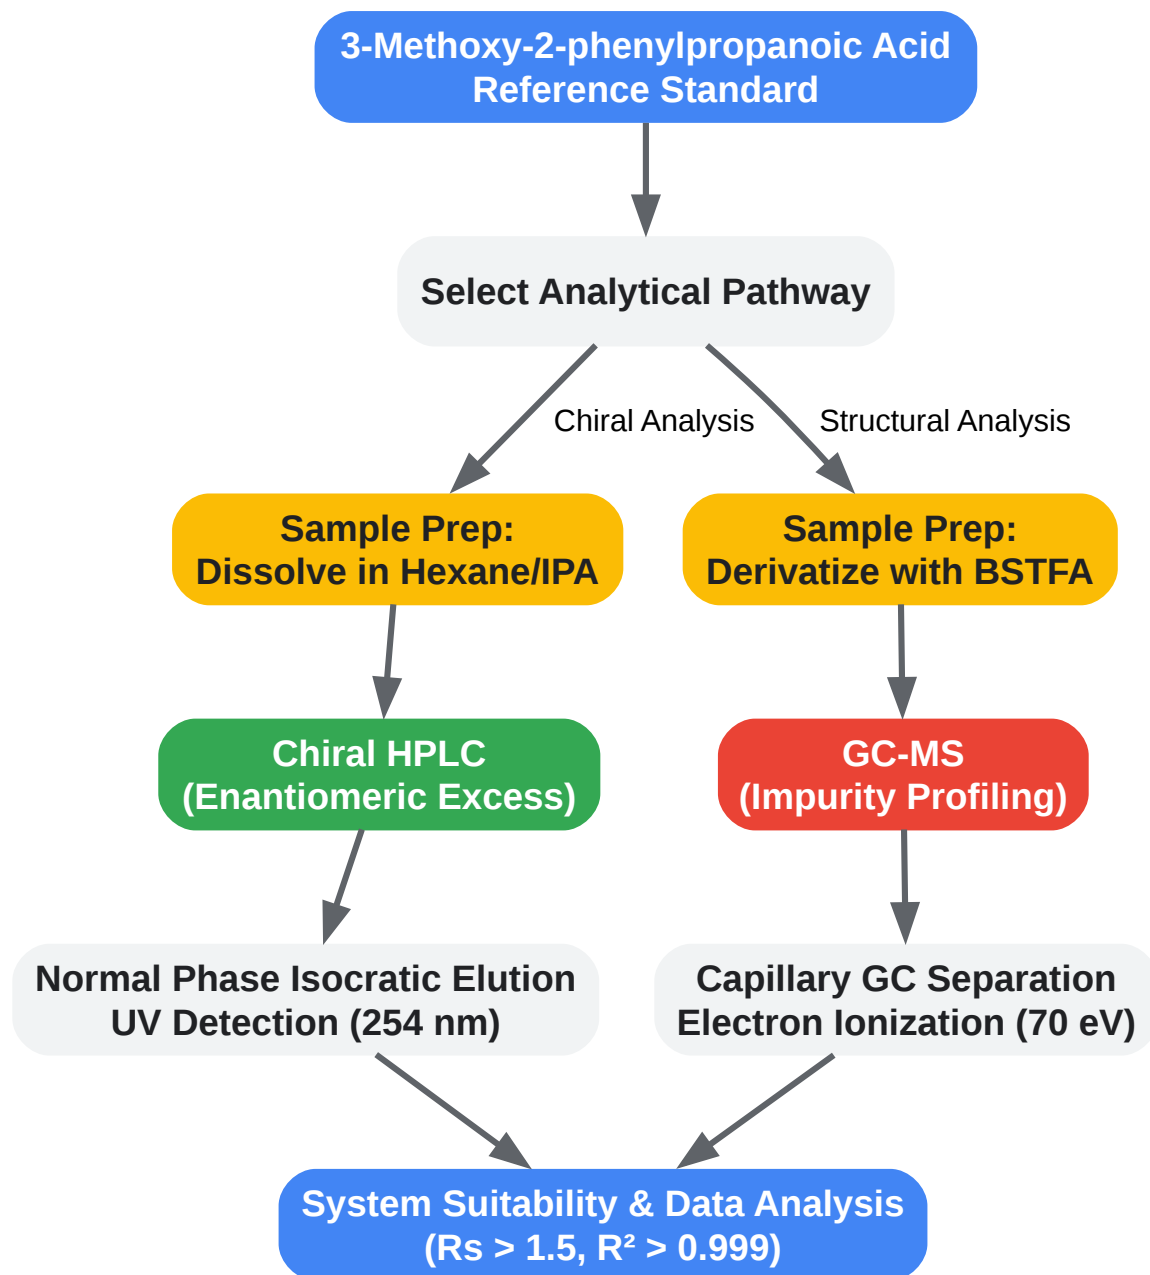 3-Methoxy-2-phenylpropanoic Acid
Reference Standard
Select Analytical Pathway
Chiral Analysis
Structural Analysis
Sample Prep:
Dissolve in Hexane/IPA
Sample Prep:
Derivatize with BSTFA
Chiral HPLC
(Enantiomeric Excess)
GC-MS
(Impurity Profiling)
Normal Phase Isocratic Elution
UV Detection (254 nm)
Capillary GC Separation
Electron Ionization (70 eV)
System Suitability & Data Analysis
(Rs > 1.5, R² > 0.999)